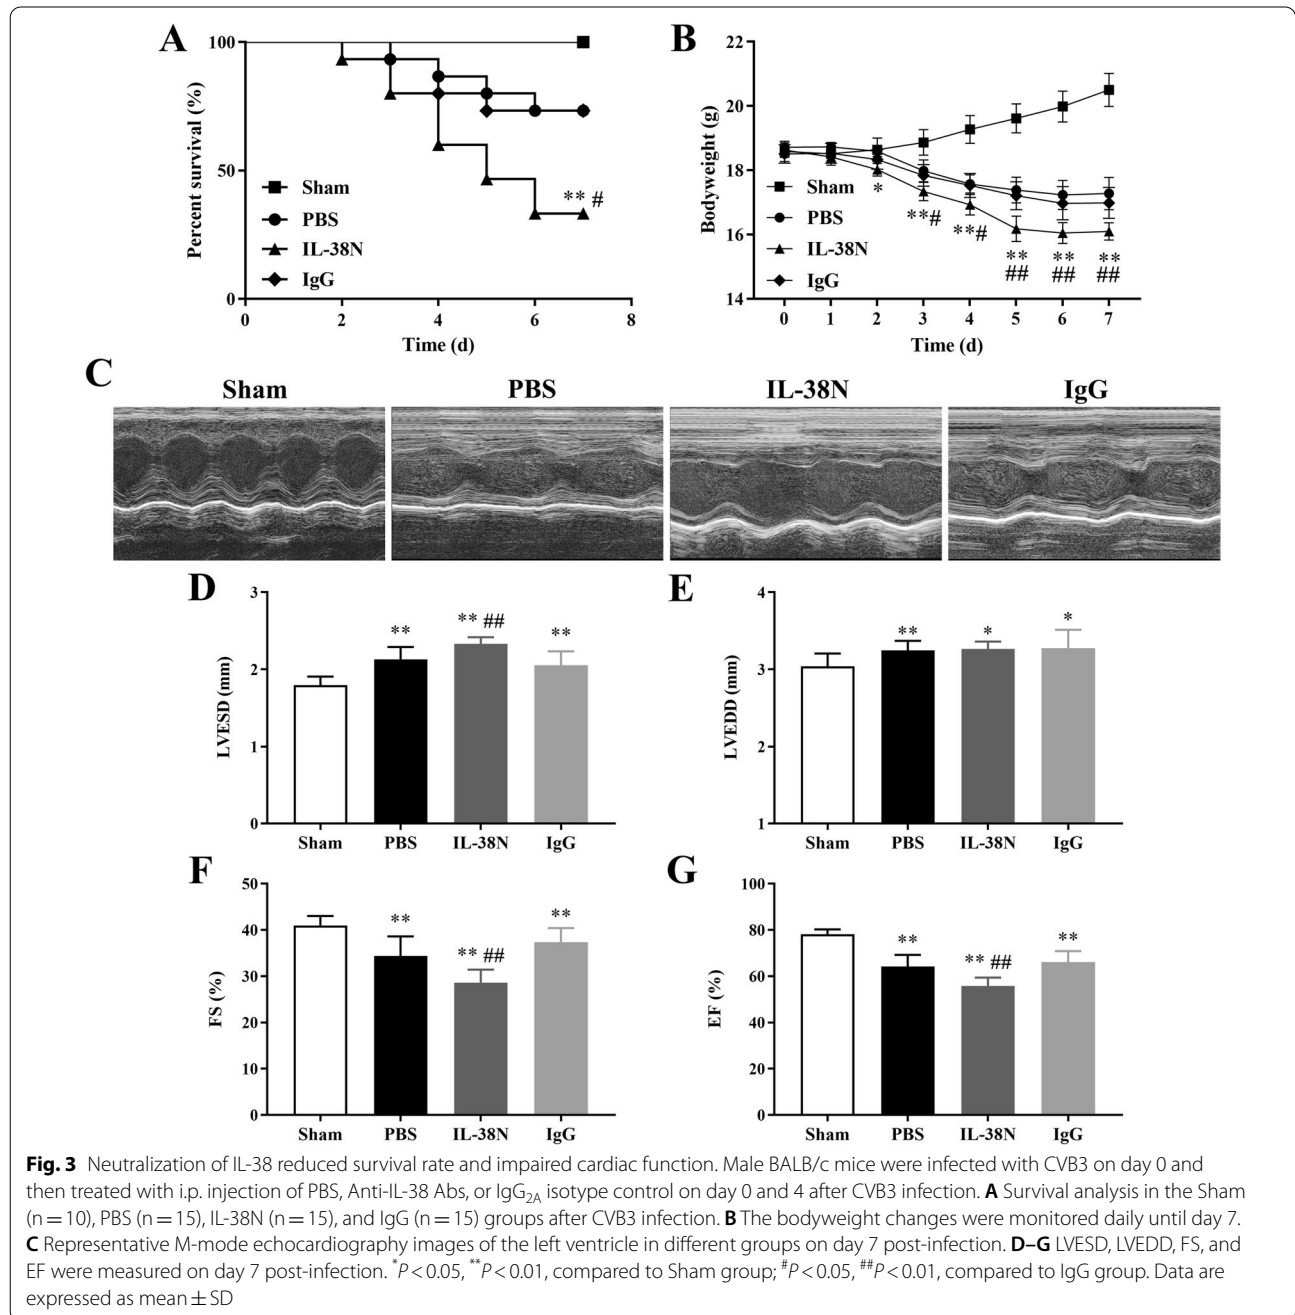 A
Percent survival (%)
100
50
0
0 2 4 6 8
Time (d)
Sham
PBS
IL-38N
IgG
** #
B
Bodyweight (g)
22
20
18
16
14
0 1 2 3 4 5 6 7
Time (d)
Sham
PBS
IL-38N
IgG
*
**#
**#
** ** **
## ## ##
C
Sham PBS IL-38N IgG
D
LVESD (mm)
3
2
1
0
** ** ## **
Sham PBS IL-38N IgG
E
LVEDD (mm)
4
3
2
1
** * *
Sham PBS IL-38N IgG
F
FS (%)
50
40
30
20
10
0
** ** ## **
Sham PBS IL-38N IgG
G
EF (%)
100
80
60
40
20
0
** ** ## **
Sham PBS IL-38N IgG
Fig. 3 Neutralization of IL-38 reduced survival rate and impaired cardiac function. Male BALB/c mice were infected with CVB3 on day 0 and
then treated with i.p. injection of PBS, Anti-IL-38 Abs, or IgG2A isotype control on day 0 and 4 after CVB3 infection. A Survival analysis in the Sham
(n = 10), PBS (n = 15), IL-38N (n = 15), and IgG (n = 15) groups after CVB3 infection. B The bodyweight changes were monitored daily until day 7.
C Representative M-mode echocardiography images of the left ventricle in different groups on day 7 post-infection. D–G LVESD, LVEDD, FS, and
EF were measured on day 7 post-infection. *P < 0.05, **P < 0.01, compared to Sham group; #P < 0.05, ##P < 0.01, compared to IgG group. Data are
expressed as mean ± SD